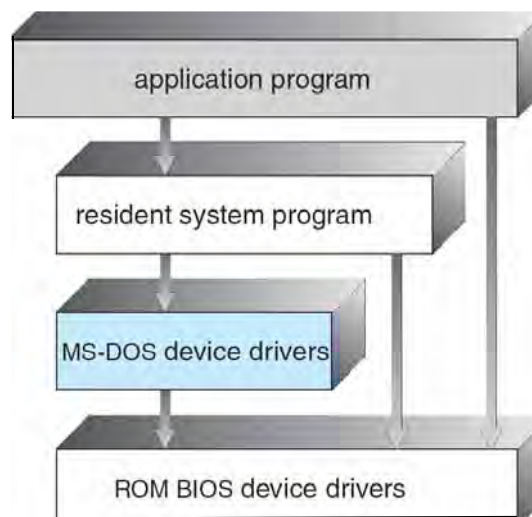 application program
resident system program
MS-DOS device drivers
ROM BIOS device drivers